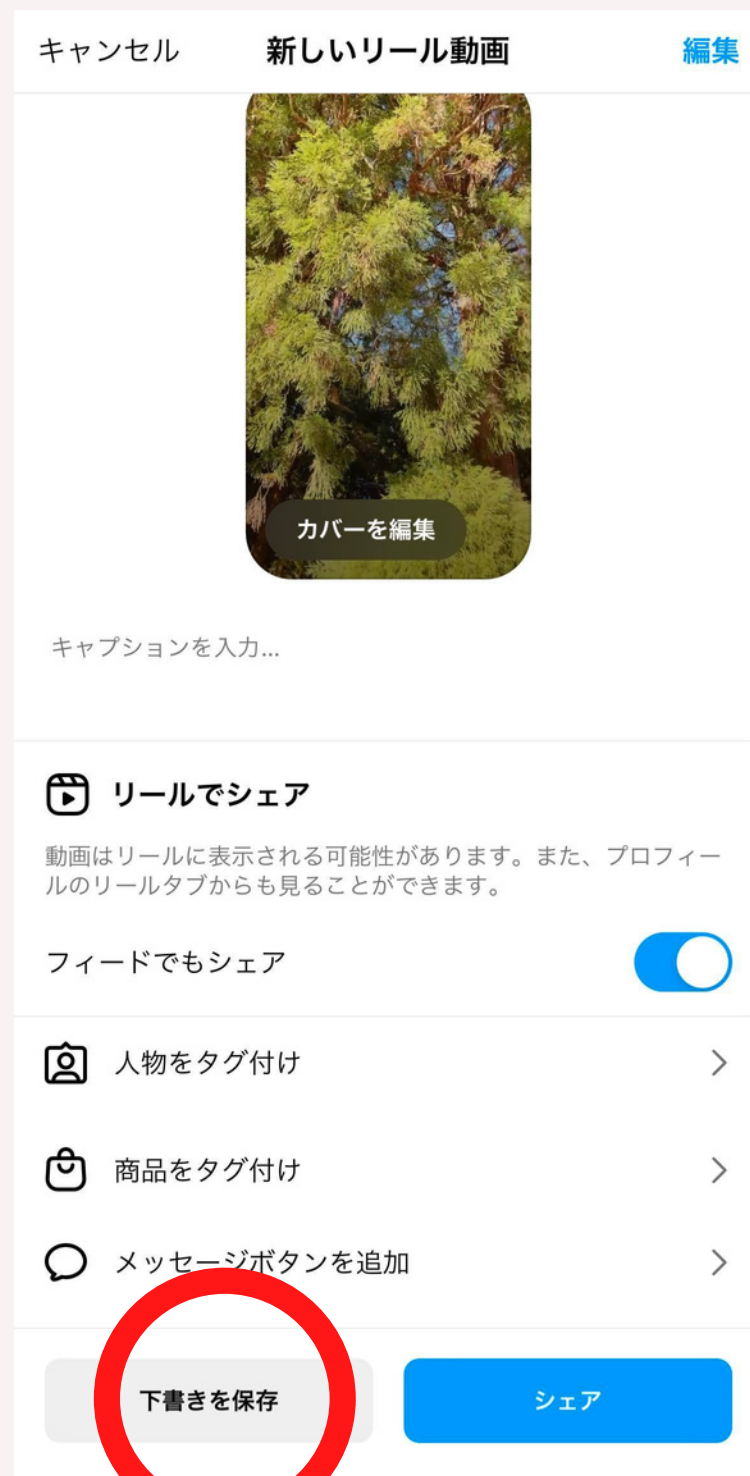 キャンセル 新しいリール動画 編集
カバーを編集
キャプションを入力...
リールでシェア
動画はリールに表示される可能性があります。また、プロフィー
ルのリールタブからも見ることができます。
フィードでもシェア
人物をタグ付け
商品をタグ付け
メッセージボタンを追加
下書きを保存 シェア